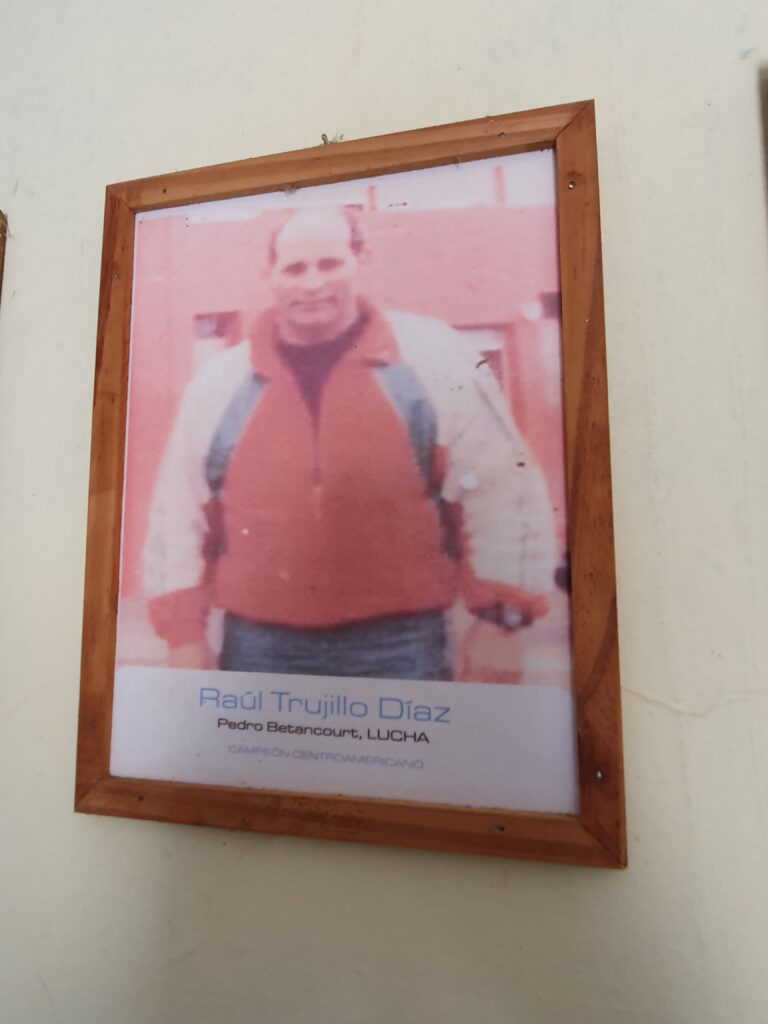 Raúl Trujillo Díaz
Pedro Betancourt, LUCHA
CAMPEÓN CENTROAMERICANO